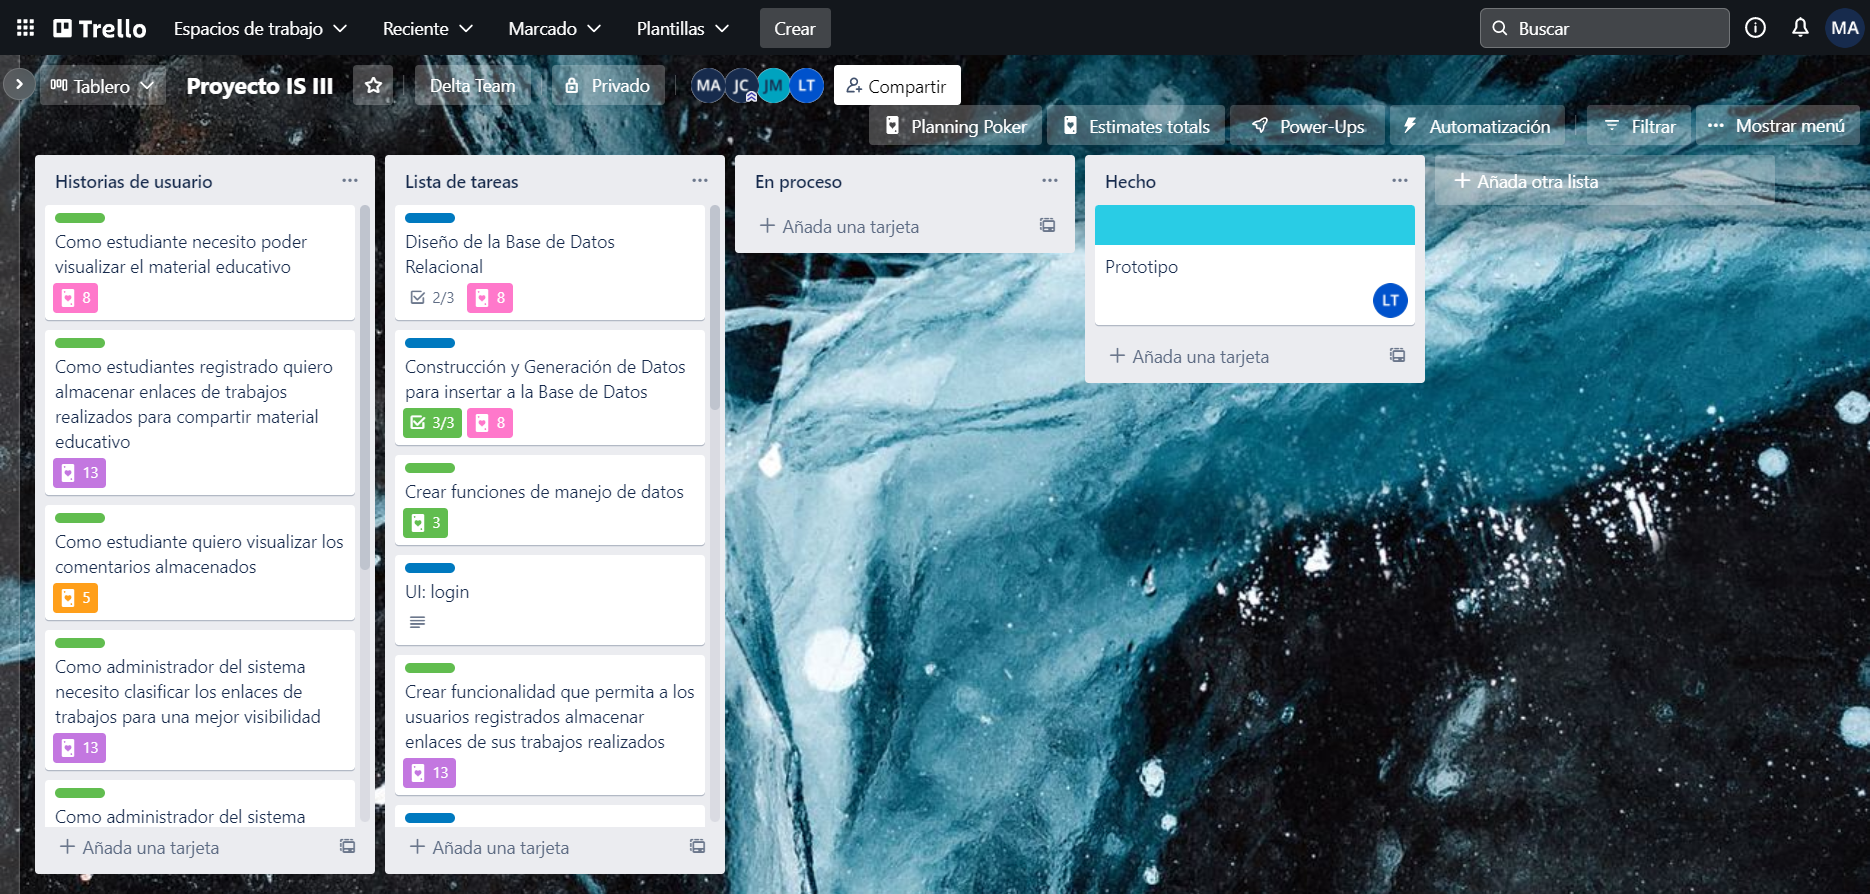 Trello
Espacios de trabajo
Reciente
Marcado
Plantillas
Crear
Buscar
MA
Tablero
Proyecto IS III
Delta Team
Privado
MA
JC
JM
LT
Compartir
Planning Poker
Estimates totals
Power-Ups
Automatización
Filtrar
Mostrar menú
Historias de usuario
Como estudiante necesito poder
visualizar el material educativo
8
Como estudiantes registrado quiero
almacenar enlaces de trabajos
realizados para compartir material
educativo
13
Como estudiante quiero visualizar los
comentarios almacenados
5
Como administrador del sistema
necesito clasificar los enlaces de
trabajos para una mejor visibilidad
13
Como administrador del sistema
Añada una tarjeta
Lista de tareas
Diseño de la Base de Datos
Relacional
2/3
8
Construcción y Generación de Datos
para insertar a la Base de Datos
3/3
8
Crear funciones de manejo de datos
3
UI: login
Crear funcionalidad que permita a los
usuarios registrados almacenar
enlaces de sus trabajos realizados
13
Añada una tarjeta
En proceso
Añada una tarjeta
Hecho
Prototipo
LT
Añada una tarjeta
Añada otra lista